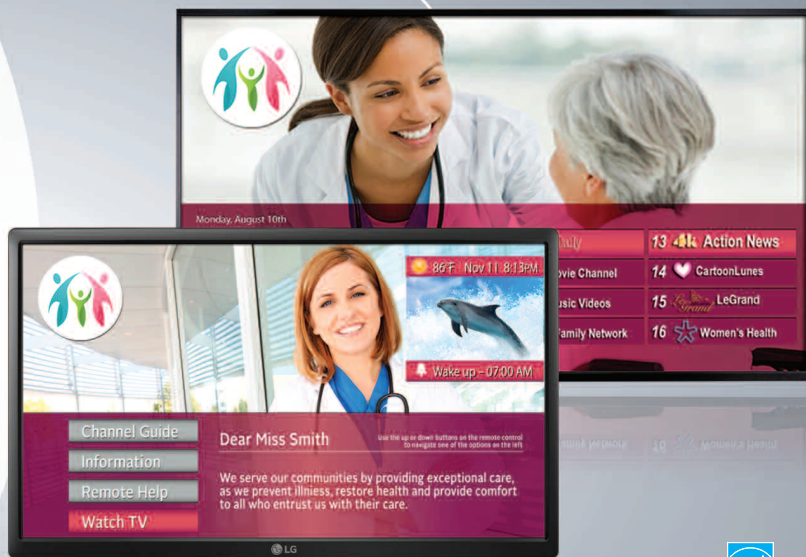 Monday, August 10th
13 Action News
ovie Channel
14 CartoonLunes
usic Videos
15 LeGrand
amily Network
16 Women's Health
86°F Nov 11 8:13PM
Wake up - 07:00 AM
Channel Guide
Information
Remote Help
Watch TV
Dear Miss Smith
Use the up or down buttons on the remote control
to navigate one of the options on the left
We serve our communities by providing exceptional care,
as we prevent illniess, restore health and provide comfort
to all who entrust us with their care.
LG